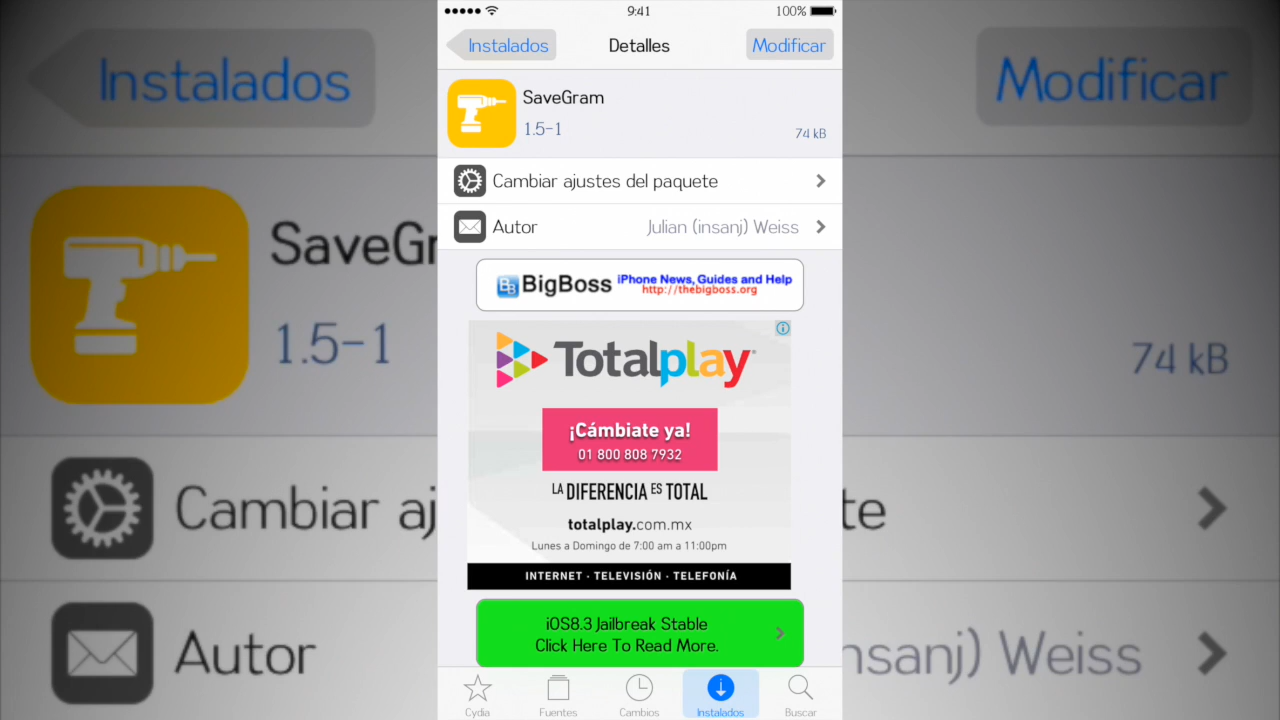 9:41
100%
Instalados
Detalles
Modificar
SaveGram
1.5-1
74 kB
Cambiar ajustes del paquete
Autor
Julian (insanj) Weiss
BigBoss
iPhone News, Guides and Help
http://thebigboss.org
Totalplay
¡Cámbiate ya!
01 800 808 7932
LA DIFERENCIA ES TOTAL
totalplay.com.mx
Lunes a Domingo de 7:00 am a 11:00pm
INTERNET · TELEVISIÓN · TELEFONÍA
iOS8.3 Jailbreak Stable
Click Here To Read More.
Cydia
Fuentes
Cambios
Instalados
Buscar
Instalados
Modificar
SaveGr
1.5-1
74 kB
Cambiar aj
te
Autor
nsanj) Weiss